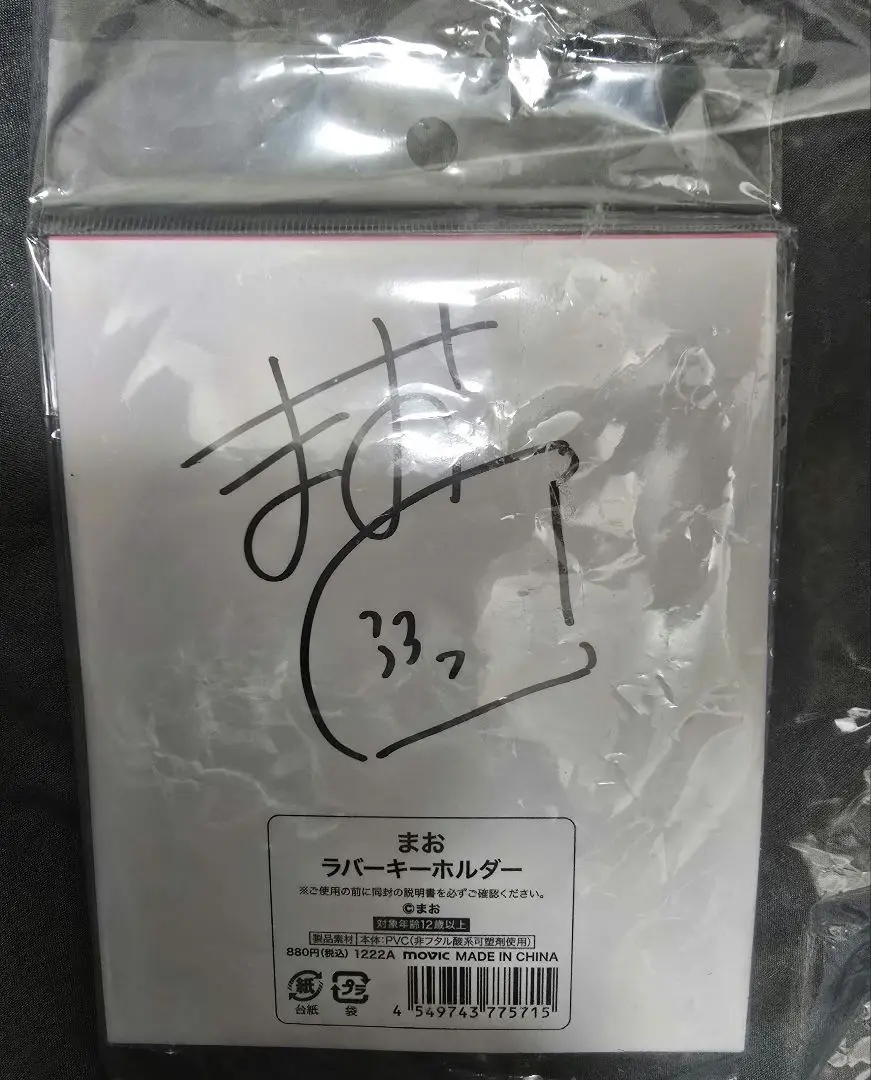 まお
まお
ラバーキーホルダー
※ご使用の前に同封の説明書を必ずご確認ください。
©まお
対象年齢12歳以上
製品素材 本体:PVC(非フタル酸系可塑剤使用)
880円(税込) 1222A movic MADE IN CHINA
紙 プラ
台紙 袋
4 549743 775715